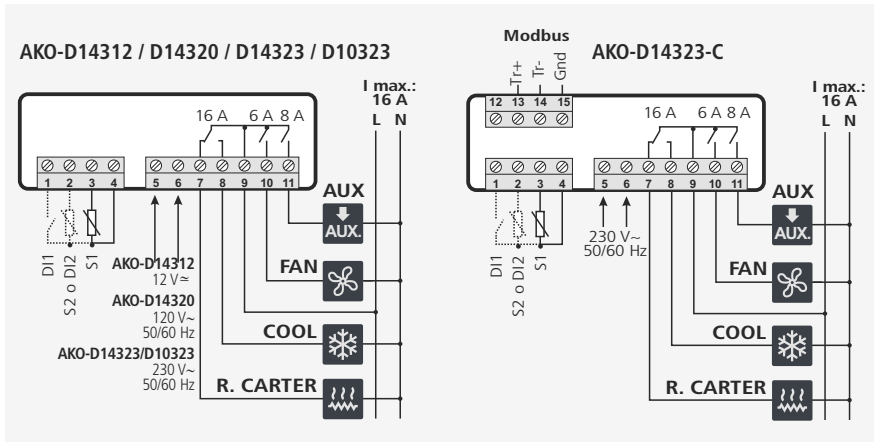 AKO-D14312 / D14320 / D14323 / D10323
I max.:
16 A
L N
16 A 6 A 8 A
1 2 3 4 5 6 7 8 9 10 11
DI1
S2 o DI2
S1
AKO-D14312
12 V≂
AKO-D14320
120 V~
50/60 Hz
AKO-D14323/D10323
230 V~
50/60 Hz
AUX
AUX.
FAN
COOL
R. CARTER
Modbus
AKO-D14323-C
Tr+
Tr-
Gnd
12 13 14 15
I max.:
16 A
L N
16 A 6 A 8 A
1 2 3 4 5 6 7 8 9 10 11
DI1
S2 o DI2
S1
230 V~
50/60 Hz
AUX
AUX.
FAN
COOL
R. CARTER